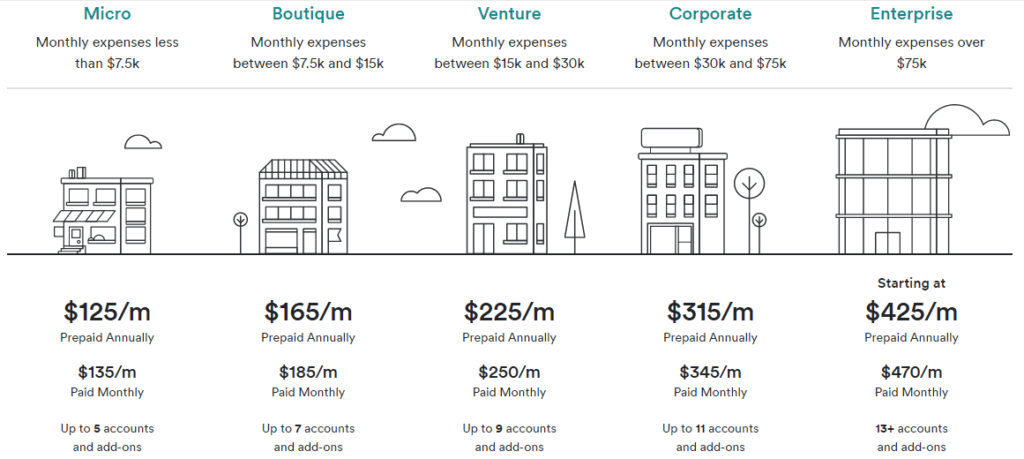 Micro
Monthly expenses less
than $7.5k
Boutique
Monthly expenses
between $7.5k and $15k
Venture
Monthly expenses
between $15k and $30k
Corporate
Monthly expenses
between $30k and $75k
Enterprise
Monthly expenses over
$75k
$125/m
Prepaid Annually
$135/m
Paid Monthly
Up to 5 accounts
and add-ons
$165/m
Prepaid Annually
$185/m
Paid Monthly
Up to 7 accounts
and add-ons
$225/m
Prepaid Annually
$250/m
Paid Monthly
Up to 9 accounts
and add-ons
$315/m
Prepaid Annually
$345/m
Paid Monthly
Up to 11 accounts
and add-ons
Starting at
$425/m
Prepaid Annually
$470/m
Paid Monthly
13+ accounts
and add-ons